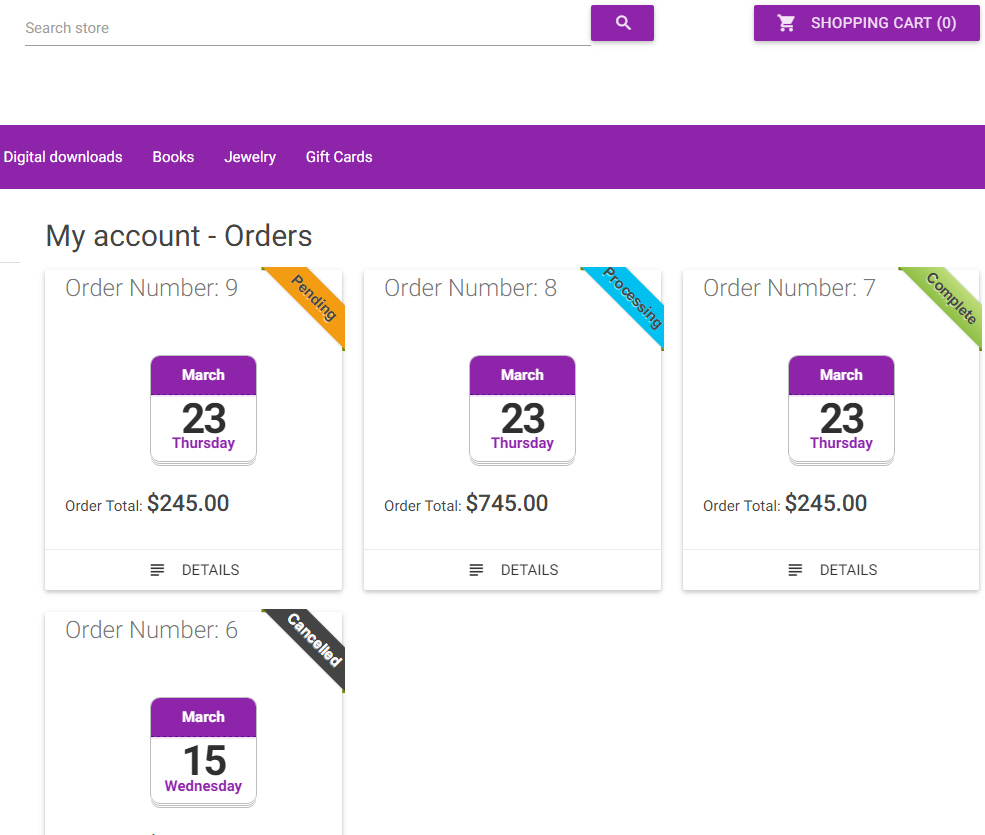 Search store
SHOPPING CART (0)
Digital downloads Books Jewelry Gift Cards
My account - Orders
Order Number: 9
Pending
March
23
Thursday
Order Total: $245.00
DETAILS
Order Number: 8
Processing
March
23
Thursday
Order Total: $745.00
DETAILS
Order Number: 7
Complete
March
23
Thursday
Order Total: $245.00
DETAILS
Order Number: 6
Cancelled
March
15
Wednesday